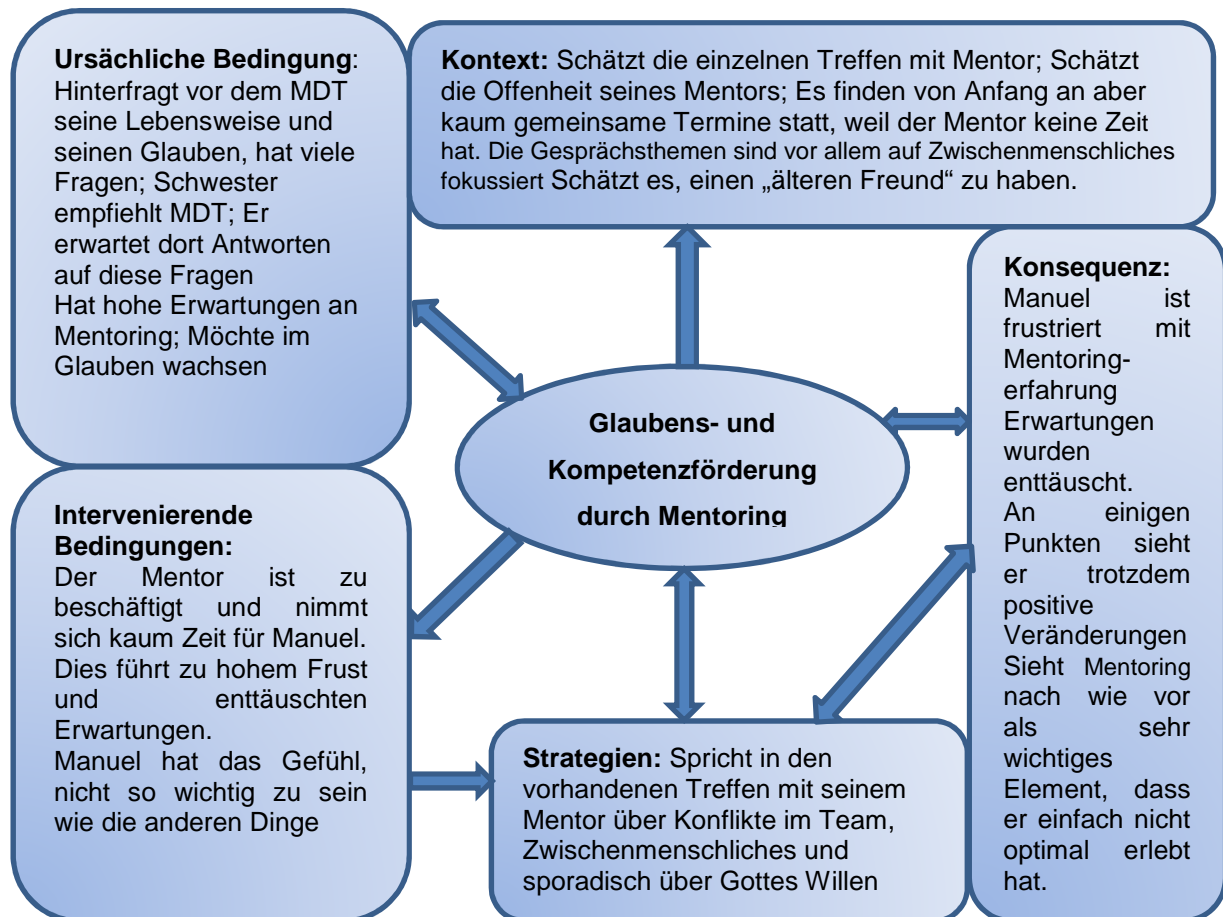 Ursächliche Bedingung:
Hinterfragt vor dem MDT
seine Lebensweise und
seinen Glauben, hat viele
Fragen; Schwester
empfiehlt MDT; Er
erwartet dort Antworten
auf diese Fragen
Hat hohe Erwartungen an
Mentoring; Möchte im
Glauben wachsen
Kontext: Schätzt die einzelnen Treffen mit Mentor; Schätzt
die Offenheit seines Mentors; Es finden von Anfang an aber
kaum gemeinsame Termine statt, weil der Mentor keine Zeit
hat. Die Gesprächsthemen sind vor allem auf Zwischenmenschliches
fokussiert Schätzt es, einen „älteren Freund“ zu haben.
Glaubens- und
Kompetenzförderung
durch Mentoring
Konsequenz:
Manuel ist
frustriert mit
Mentoring-
erfahrung
Erwartungen
wurden
enttäuscht.
An einigen
Punkten sieht
er trotzdem
positive
Veränderungen
Sieht Mentoring
nach wie vor
als sehr
wichtiges
Element, dass
er einfach nicht
optimal erlebt
hat.
Intervenierende
Bedingungen:
Der Mentor ist zu
beschäftigt und nimmt
sich kaum Zeit für Manuel.
Dies führt zu hohem Frust
und enttäuschten
Erwartungen.
Manuel hat das Gefühl,
nicht so wichtig zu sein
wie die anderen Dinge
Strategien: Spricht in den
vorhandenen Treffen mit seinem
Mentor über Konflikte im Team,
Zwischenmenschliches und
sporadisch über Gottes Willen